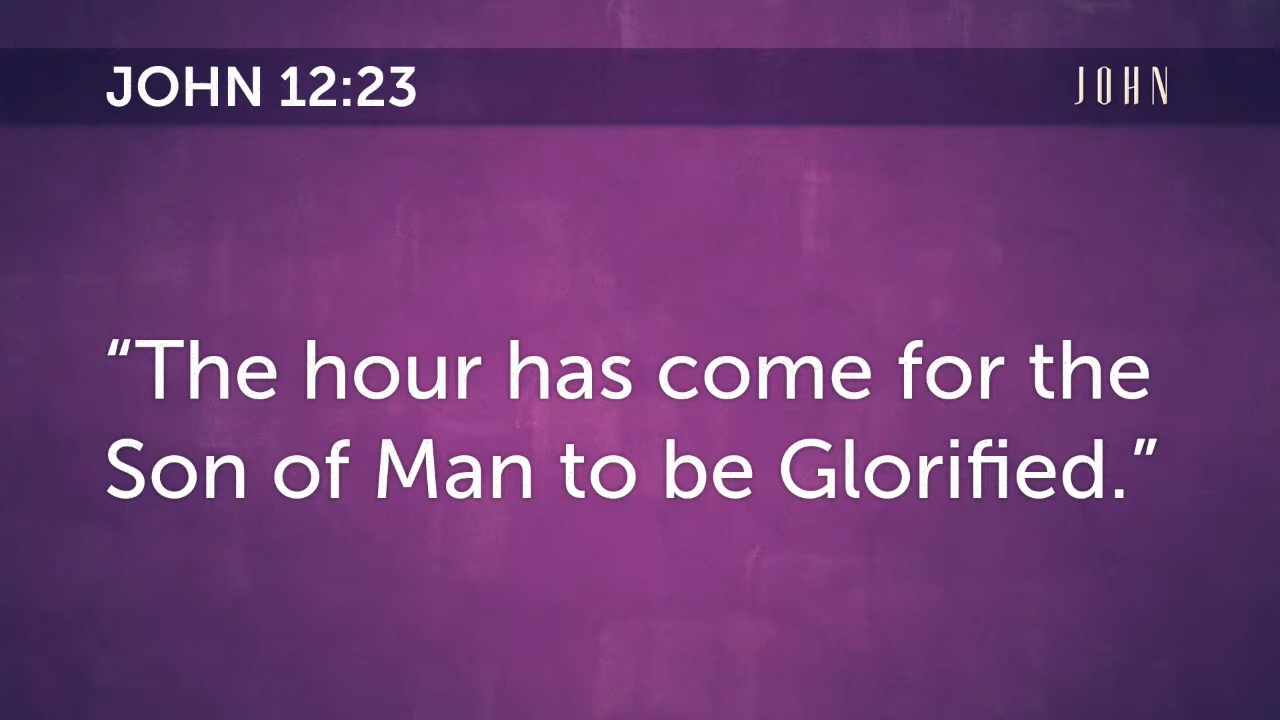 JOHN 12:23
JOHN
“The hour has come for the
Son of Man to be Glorified.”